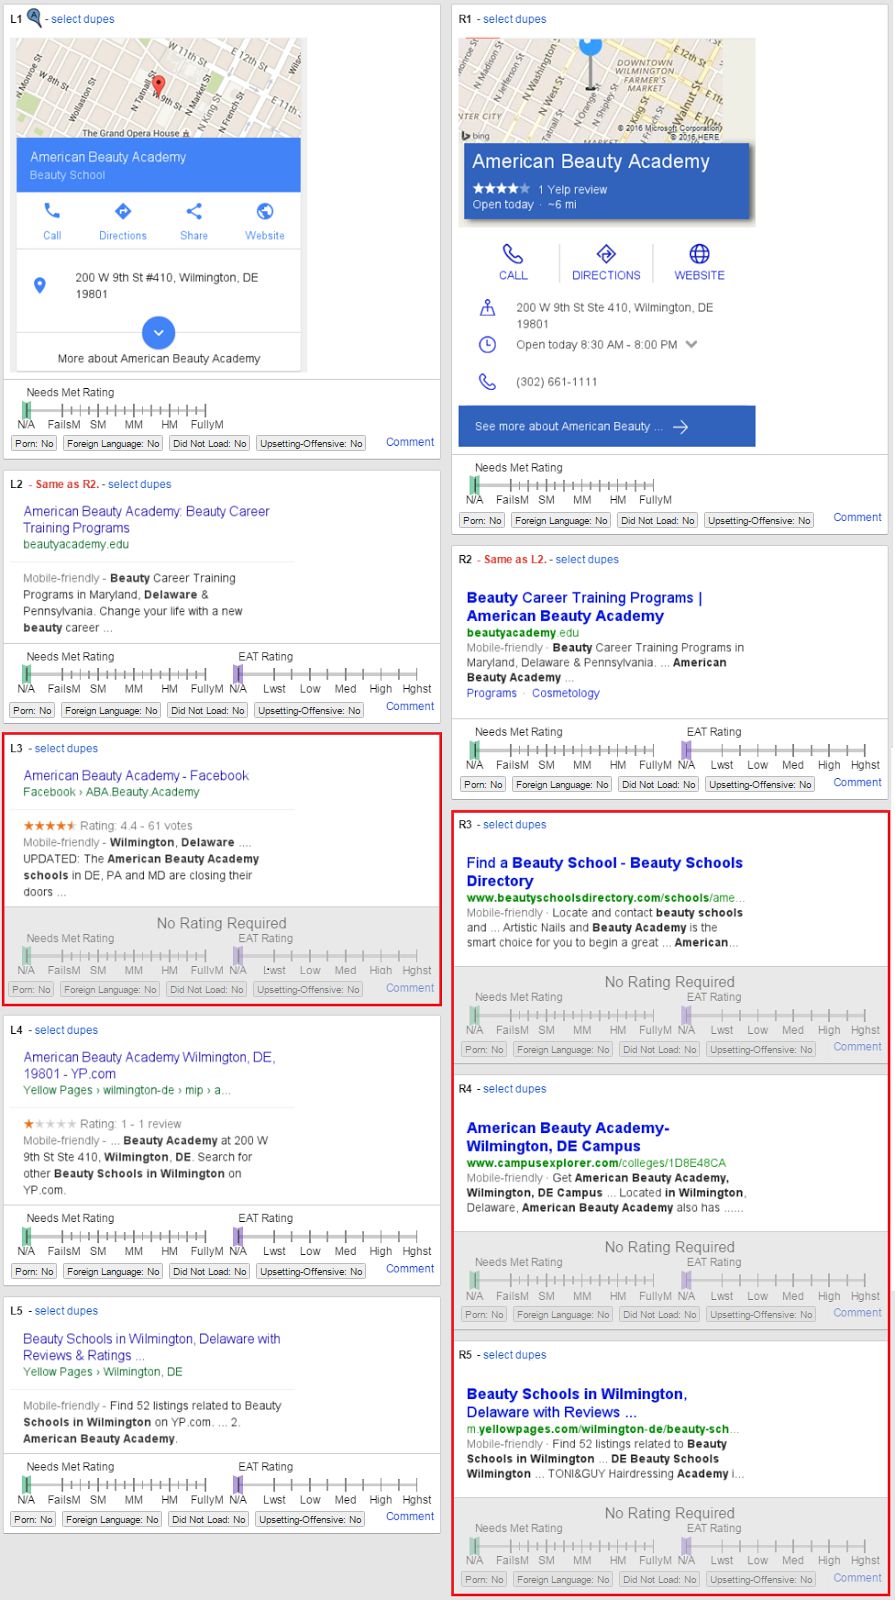 L1 - select dupes
N Monroe St
W 8th St
Wollaston St
N Tatnall St
W 9th St
W 11th St
N Market St
N King St
N French St
E 11th St
E 12th St
The Grand Opera House
American Beauty Academy
Beauty School
Call Directions Share Website
200 W 9th St #410, Wilmington, DE
19801
More about American Beauty Academy
Needs Met Rating
N/A FailsM SM MM HM FullyM
Porn: No Foreign Language: No Did Not Load: No Upsetting-Offensive: No Comment
L2 - Same as R2. - select dupes
American Beauty Academy: Beauty Career
Training Programs
beautyacademy.edu
Mobile-friendly - Beauty Career Training
Programs in Maryland, Delaware &
Pennsylvania. Change your life with a new
beauty career ...
Needs Met Rating EAT Rating
N/A FailsM SM MM HM FullyM N/A Lwst Low Med High Hghst
Porn: No Foreign Language: No Did Not Load: No Upsetting-Offensive: No Comment
L3 - select dupes
American Beauty Academy - Facebook
Facebook › ABA.Beauty.Academy
Rating: 4.4 - 61 votes
Mobile-friendly - Wilmington, Delaware ....
UPDATED: The American Beauty Academy
schools in DE, PA and MD are closing their
doors ...
No Rating Required
Needs Met Rating EAT Rating
N/A FailsM SM MM HM FullyM N/A Lwst Low Med High Hghst
Porn: No Foreign Language: No Did Not Load: No Upsetting-Offensive: No Comment
L4 - select dupes
American Beauty Academy Wilmington, DE,
19801 - YP.com
Yellow Pages › wilmington-de › mip › a...
Rating: 1 - 1 review
Mobile-friendly - ... Beauty Academy at 200 W
9th St Ste 410, Wilmington, DE. Search for
other Beauty Schools in Wilmington on
YP.com.
Needs Met Rating EAT Rating
N/A FailsM SM MM HM FullyM N/A Lwst Low Med High Hghst
Porn: No Foreign Language: No Did Not Load: No Upsetting-Offensive: No Comment
L5 - select dupes
Beauty Schools in Wilmington, Delaware with
Reviews & Ratings ...
Yellow Pages › Wilmington, DE
Mobile-friendly - Find 52 listings related to Beauty
Schools in Wilmington on YP.com. ... 2.
American Beauty Academy.
Needs Met Rating EAT Rating
N/A FailsM SM MM HM FullyM N/A Lwst Low Med High Hghst
Porn: No Foreign Language: No Did Not Load: No Upsetting-Offensive: No Comment
R1 - select dupes
N Monroe St
N Madison St
N Jefferson St
N Washington St
N West St
N Orange St
N Shipley St
King St
Walnut St
E 12th St
E 10th
DOWNTOWN
WILMINGTON
FARMER'S
MARKET
NTER CITY
bing
© 2016 Microsoft Corporation
© 2016 HERE
American Beauty Academy
1 Yelp review
Open today · ~6 mi
CALL DIRECTIONS WEBSITE
200 W 9th St Ste 410, Wilmington, DE
19801
Open today 8:30 AM - 8:00 PM
(302) 661-1111
See more about American Beauty ...
Needs Met Rating
N/A FailsM SM MM HM FullyM
Porn: No Foreign Language: No Did Not Load: No Upsetting-Offensive: No Comment
R2 - Same as L2. - select dupes
Beauty Career Training Programs |
American Beauty Academy
beautyacademy.edu
Mobile-friendly · Beauty Career Training Programs in
Maryland, Delaware & Pennsylvania. ... American
Beauty Academy ...
Programs · Cosmetology
Needs Met Rating EAT Rating
N/A FailsM SM MM HM FullyM N/A Lwst Low Med High Hghst
Porn: No Foreign Language: No Did Not Load: No Upsetting-Offensive: No Comment
R3 - select dupes
Find a Beauty School - Beauty Schools
Directory
www.beautyschoolsdirectory.com/schools/ame...
Mobile-friendly · Locate and contact beauty schools
and ... Artistic Nails and Beauty Academy is the
smart choice for you to begin a great ... American...
No Rating Required
Needs Met Rating EAT Rating
N/A FailsM SM MM HM FullyM N/A Lwst Low Med High Hghst
Porn: No Foreign Language: No Did Not Load: No Upsetting-Offensive: No Comment
R4 - select dupes
American Beauty Academy-
Wilmington, DE Campus
www.campusexplorer.com/colleges/1D8E48CA
Mobile-friendly · Get American Beauty Academy,
Wilmington, DE Campus ... Located in Wilmington,
Delaware, American Beauty Academy also has ......
No Rating Required
Needs Met Rating EAT Rating
N/A FailsM SM MM HM FullyM N/A Lwst Low Med High Hghst
Porn: No Foreign Language: No Did Not Load: No Upsetting-Offensive: No Comment
R5 - select dupes
Beauty Schools in Wilmington,
Delaware with Reviews ...
m.yellowpages.com/wilmington-de/beauty-sch...
Mobile-friendly · Find 52 listings related to Beauty
Schools in Wilmington ... DE Beauty Schools
Wilmington ... TONI&GUY Hairdressing Academy i...
No Rating Required
Needs Met Rating EAT Rating
N/A FailsM SM MM HM FullyM N/A Lwst Low Med High Hghst
Porn: No Foreign Language: No Did Not Load: No Upsetting-Offensive: No Comment